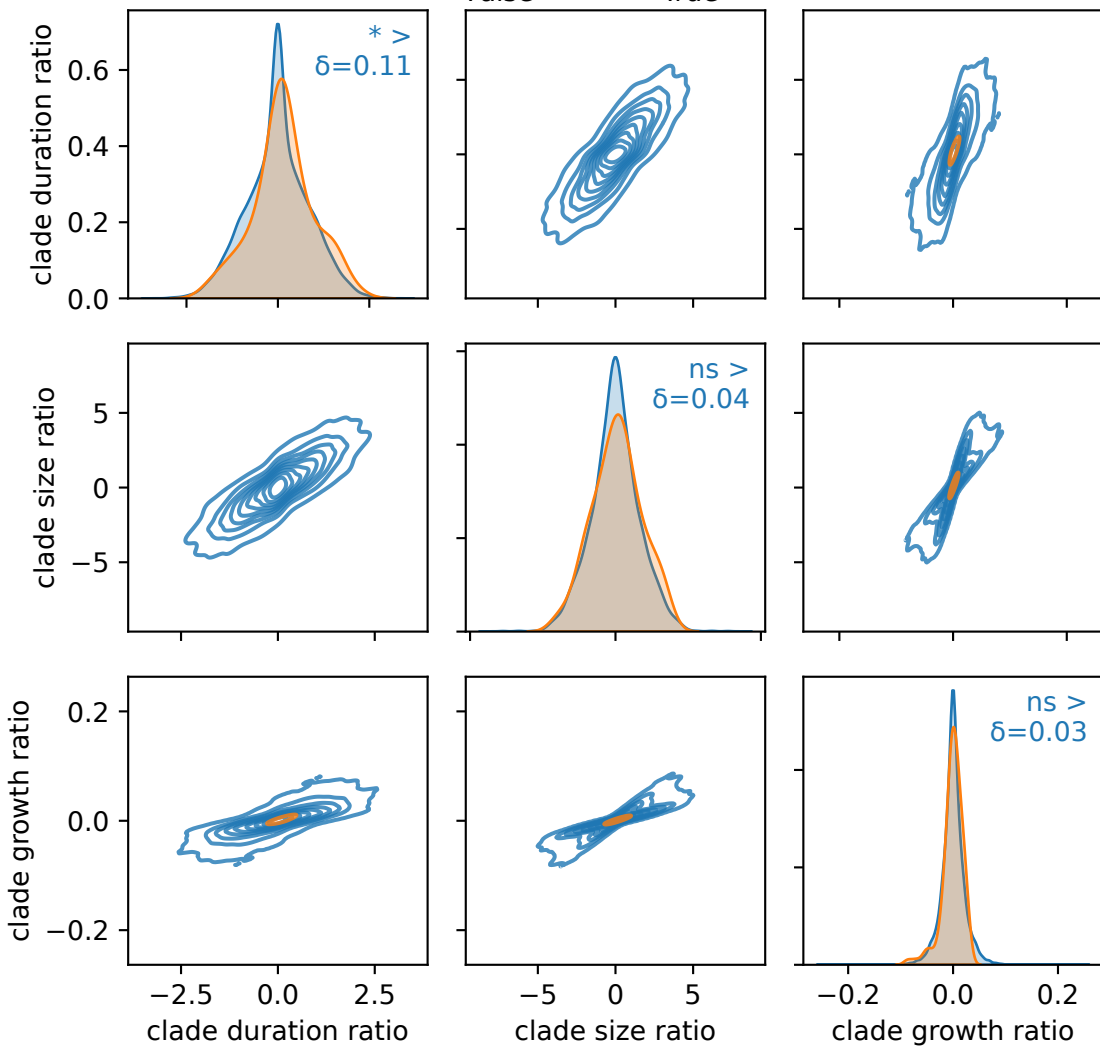 clade duration ratio
0.6
0.4
0.2
0.0
* >
δ=0.11
clade size ratio
5
0
−5
ns >
δ=0.04
clade growth ratio
0.2
0.0
−0.2
ns >
δ=0.03
−2.5 0.0 2.5
−5 0 5
−0.2 0.0 0.2
clade duration ratio
clade size ratio
clade growth ratio